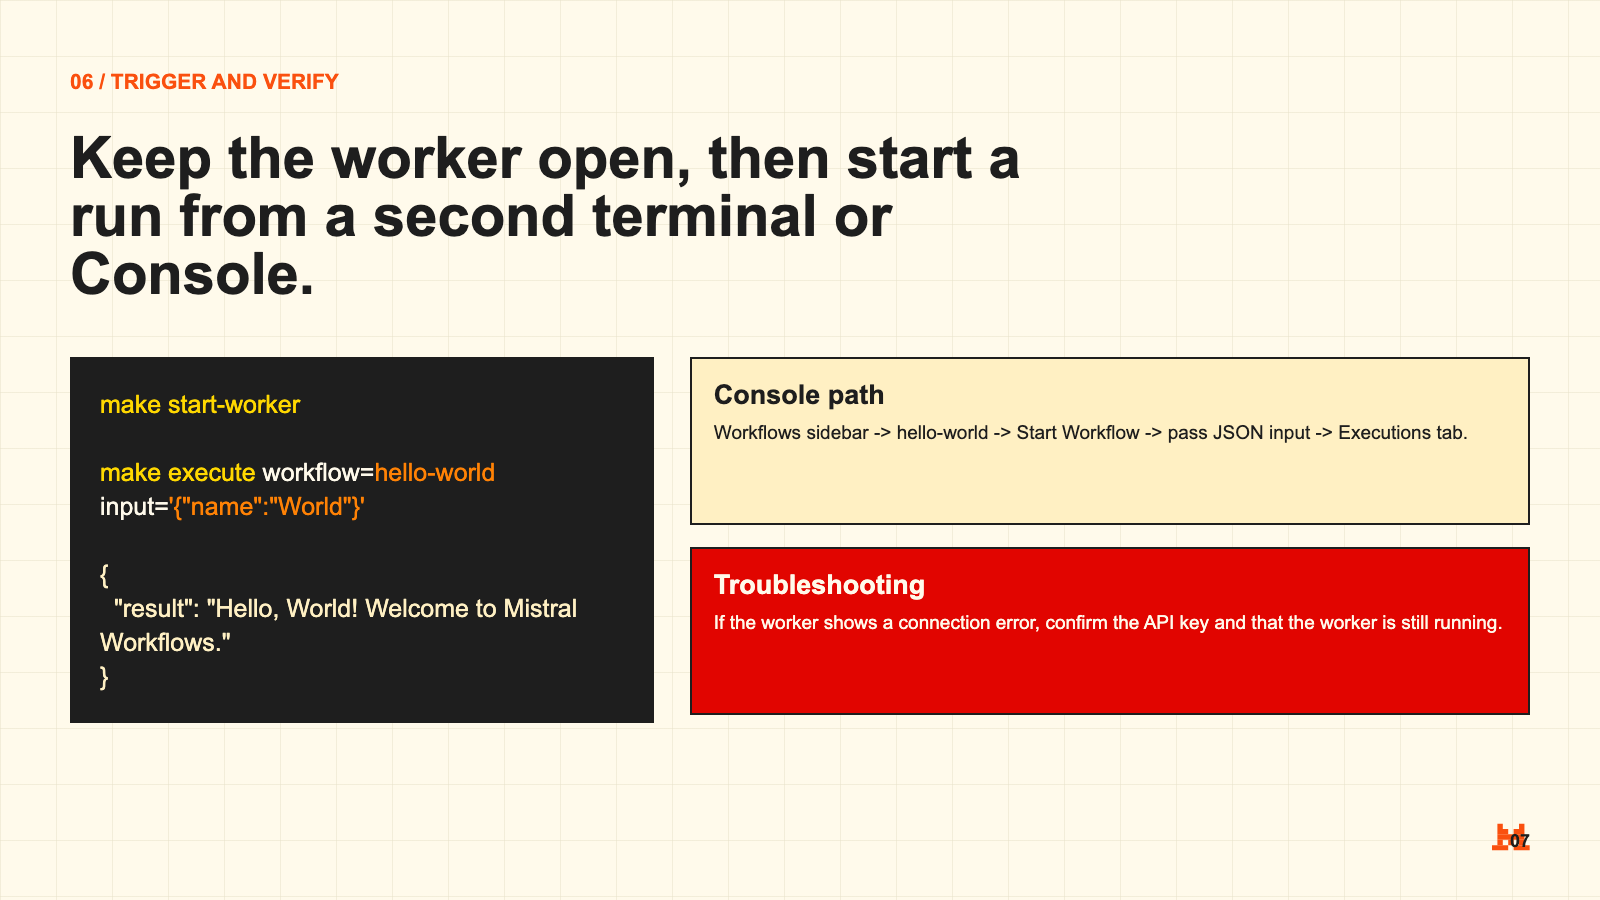 06 / TRIGGER AND VERIFY
Keep the worker open, then start a
run from a second terminal or
Console.
make start-worker
make execute workflow=hello-world
input='{"name":"World"}'
{
"result": "Hello, World! Welcome to Mistral
Workflows."
}
Console path
Workflows sidebar -> hello-world -> Start Workflow -> pass JSON input -> Executions tab.
Troubleshooting
If the worker shows a connection error, confirm the API key and that the worker is still running.
07